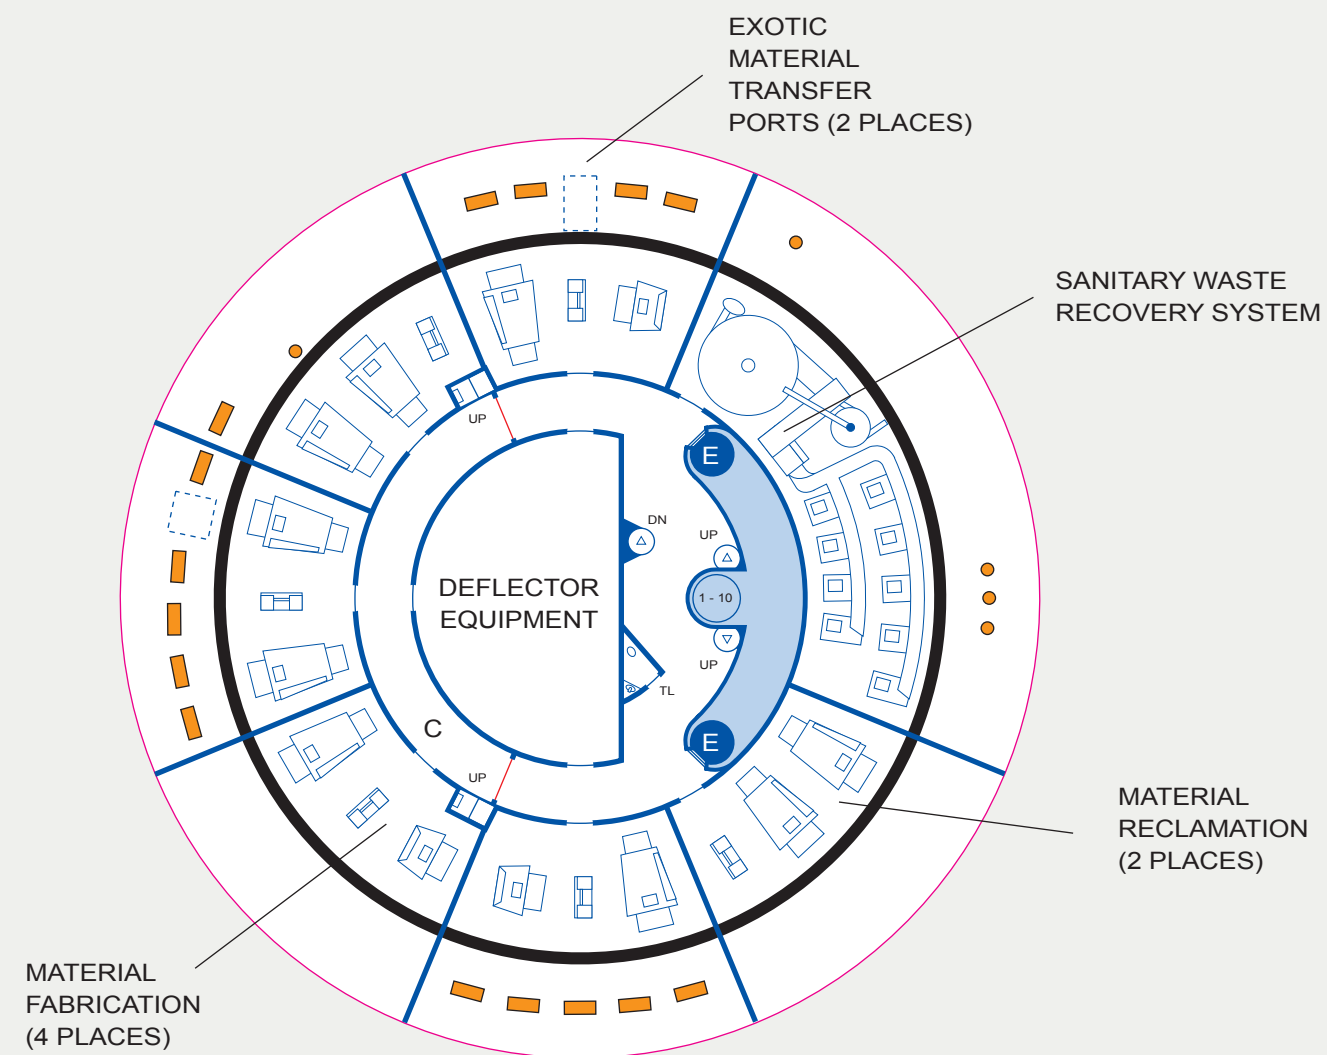 EXOTIC
MATERIAL
TRANSFER
PORTS (2 PLACES)
SANITARY WASTE
RECOVERY SYSTEM
UP
E
DN
UP
DEFLECTOR
EQUIPMENT
1 - 10
UP
TL
C
E
UP
MATERIAL
RECLAMATION
(2 PLACES)
MATERIAL
FABRICATION
(4 PLACES)